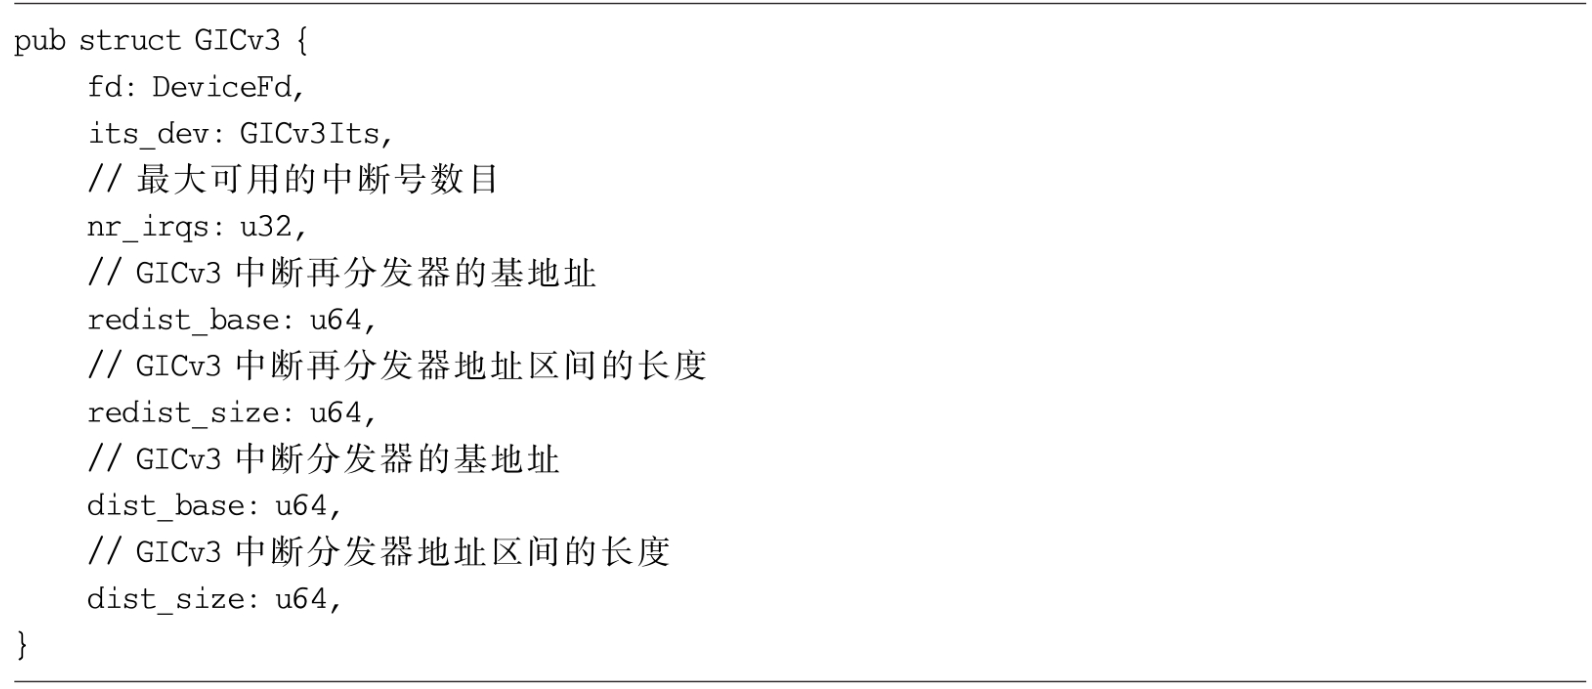 pub struct GICv3 {
fd: DeviceFd,
its_dev: GICv3Its,
// 最大可用的中断号数目
nr_irqs: u32,
// GICv3 中断再分发器的基地址
redist_base: u64,
// GICv3 中断再分发器地址区间的长度
redist_size: u64,
// GICv3 中断分发器的基地址
dist_base: u64,
// GICv3 中断分发器地址区间的长度
dist_size: u64,
}